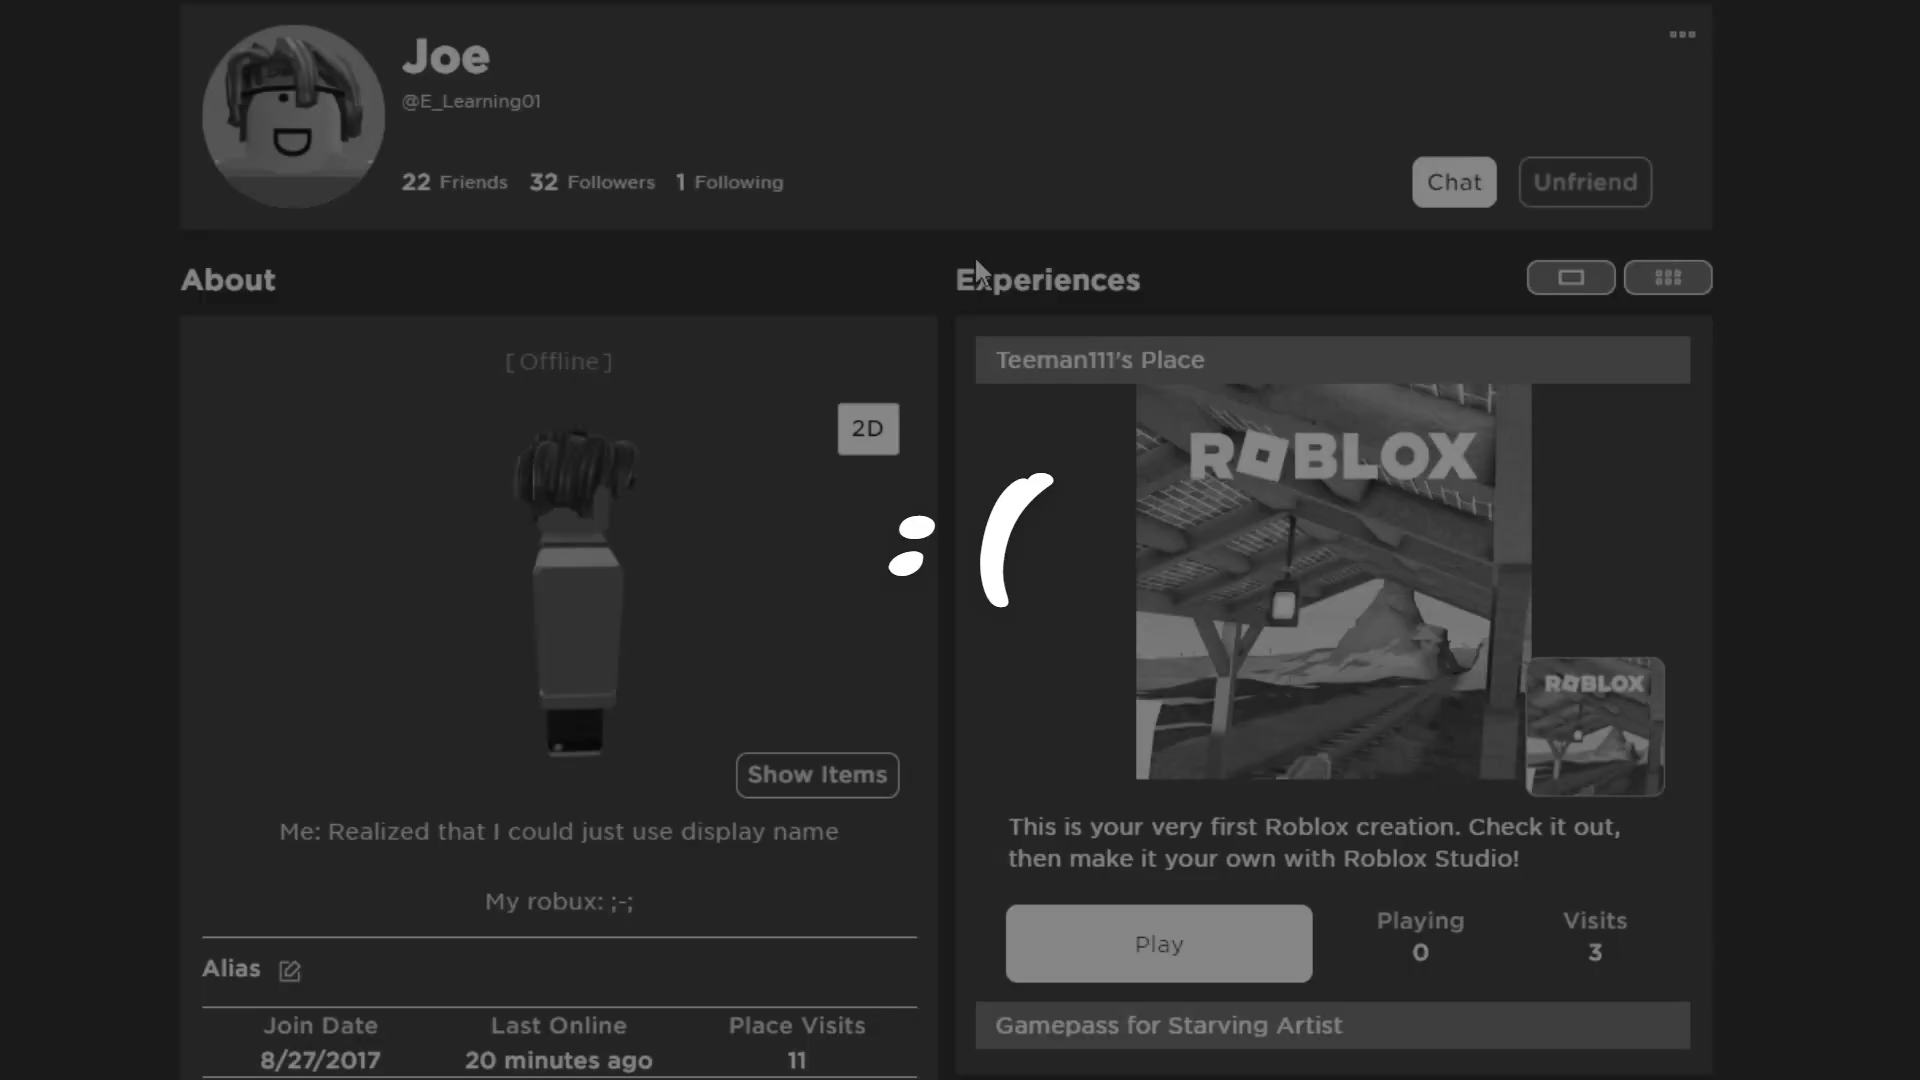 Joe
@E_Learning01
22 Friends 32 Followers 1 Following
Chat
Unfriend
About
[ Offline ]
2D
Show Items
Me: Realized that I could just use display name
My robux: ;-;
Alias
Join Date
8/27/2017
Last Online
20 minutes ago
Place Visits
11
Experiences
Teeman111's Place
ROBLOX
:(
ROBLOX
This is your very first Roblox creation. Check it out,
then make it your own with Roblox Studio!
Play
Playing
0
Visits
3
Gamepass for Starving Artist